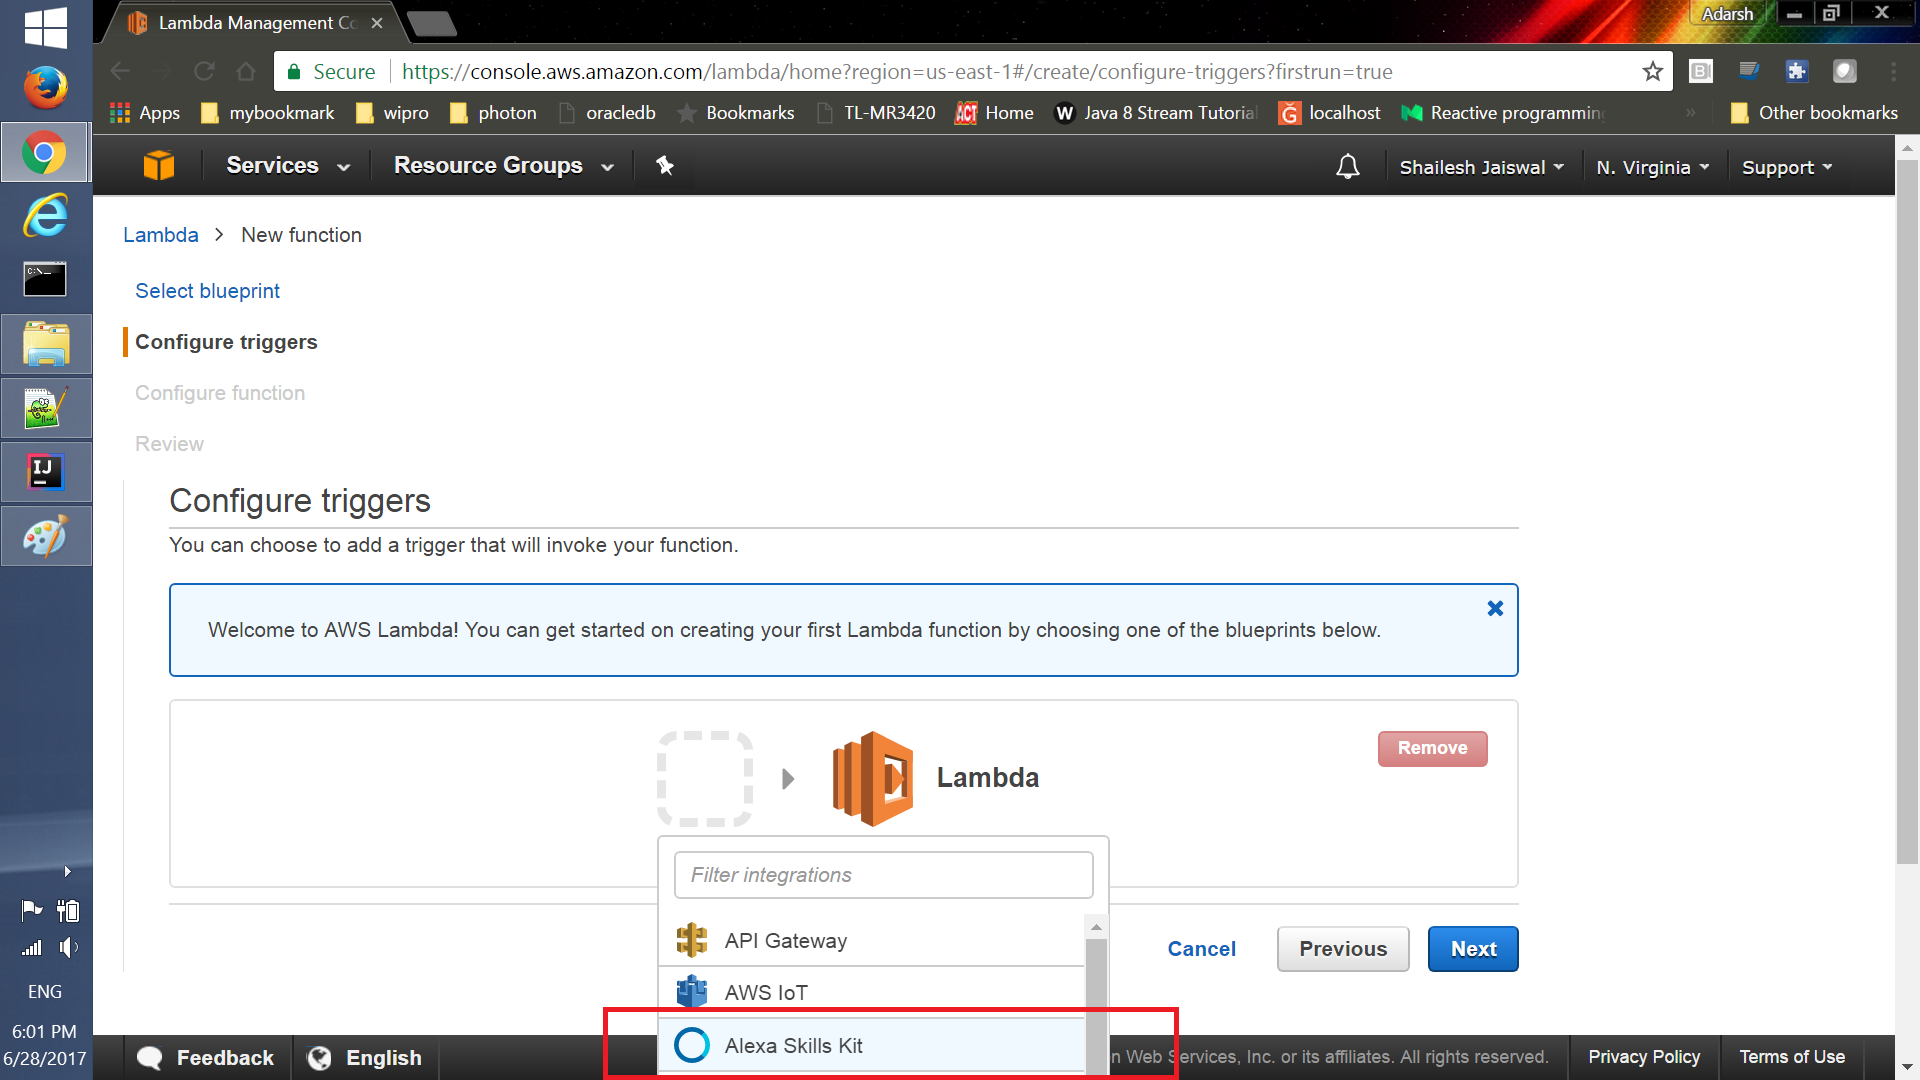 Lambda Management Co
Adarsh
Secure https://console.aws.amazon.com/lambda/home?region=us-east-1#/create/configure-triggers?firstrun=true
Apps mybookmark wipro photon oracledb Bookmarks TL-MR3420 ACT Home W Java 8 Stream Tutorial localhost Reactive programming » Other bookmarks
Services Resource Groups Shailesh Jaiswal N. Virginia Support
Lambda > New function
Select blueprint
Configure triggers
Configure function
Review
Configure triggers
You can choose to add a trigger that will invoke your function.
Welcome to AWS Lambda! You can get started on creating your first Lambda function by choosing one of the blueprints below.
Remove
Lambda
Filter integrations
API Gateway
Cancel Previous Next
AWS IoT
Alexa Skills Kit
Feedback English n Web Services, Inc. or its affiliates. All rights reserved. Privacy Policy Terms of Use
C:\
IJ
ENG
6:01 PM
6/28/2017